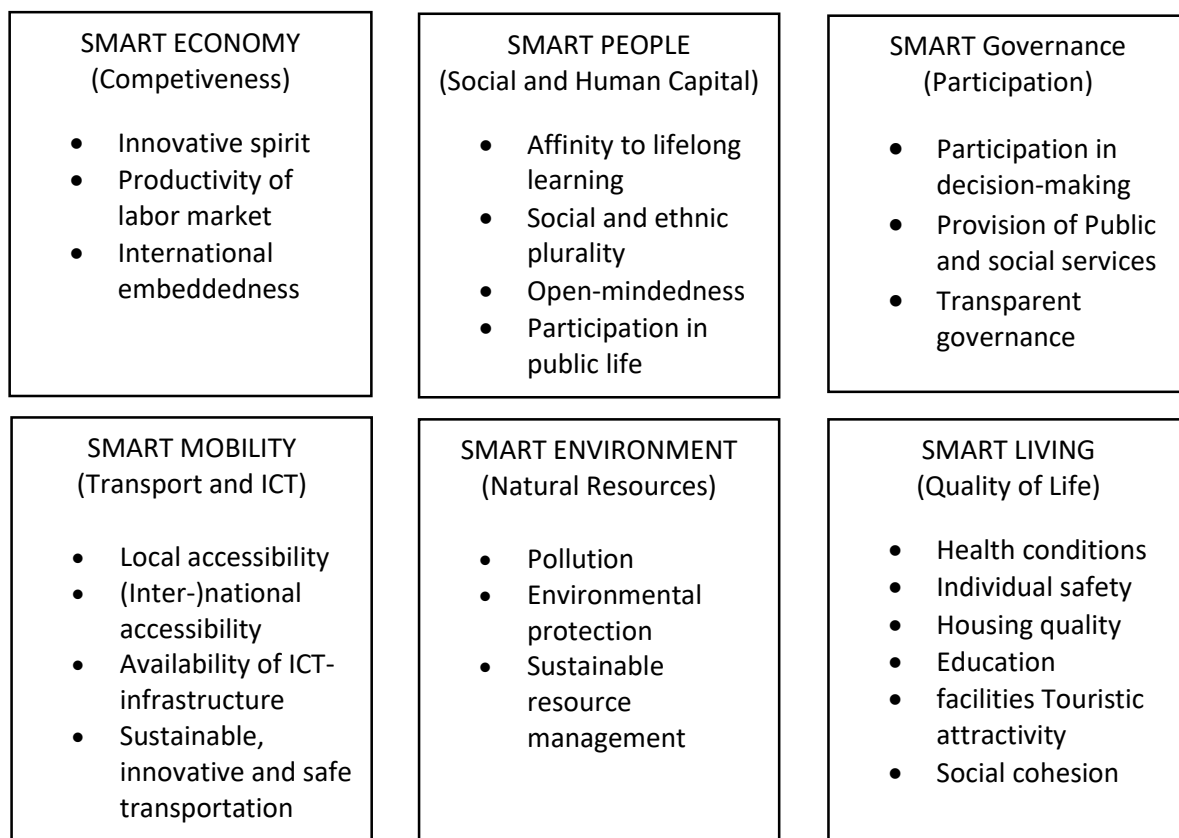 SMART ECONOMY
(Competiveness)
• Innovative spirit
• Productivity of
labor market
• International
embeddedness
SMART PEOPLE
(Social and Human Capital)
• Affinity to lifelong
learning
• Social and ethnic
plurality
• Open-mindedness
• Participation in
public life
SMART Governance
(Participation)
• Participation in
decision-making
• Provision of Public
and social services
• Transparent
governance
SMART MOBILITY
(Transport and ICT)
• Local accessibility
• (Inter-)national
accessibility
• Availability of ICT-
infrastructure
• Sustainable,
innovative and safe
transportation
SMART ENVIRONMENT
(Natural Resources)
• Pollution
• Environmental
protection
• Sustainable
resource
management
SMART LIVING
(Quality of Life)
• Health conditions
• Individual safety
• Housing quality
• Education
• facilities Touristic
attractivity
• Social cohesion